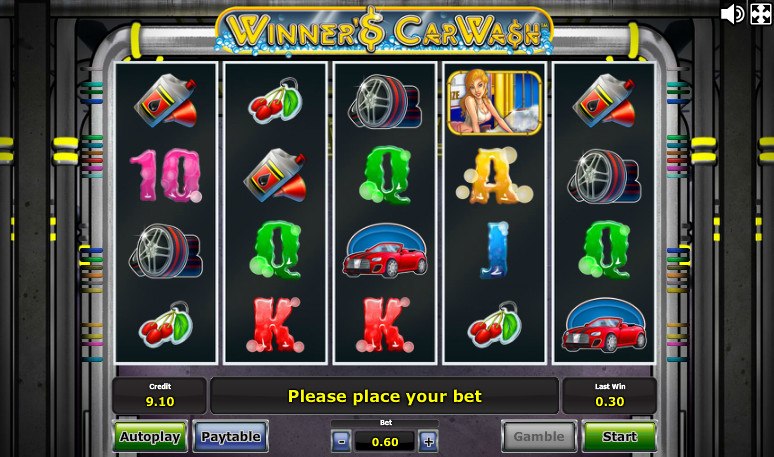 WINNER'$ CARWA$H
10 Q A
Q J Q
K K
Credit
9.10
Please place your bet
Last Win
0.30
Autoplay
Paytable
Bet
-
0.60
+
Gamble
Start